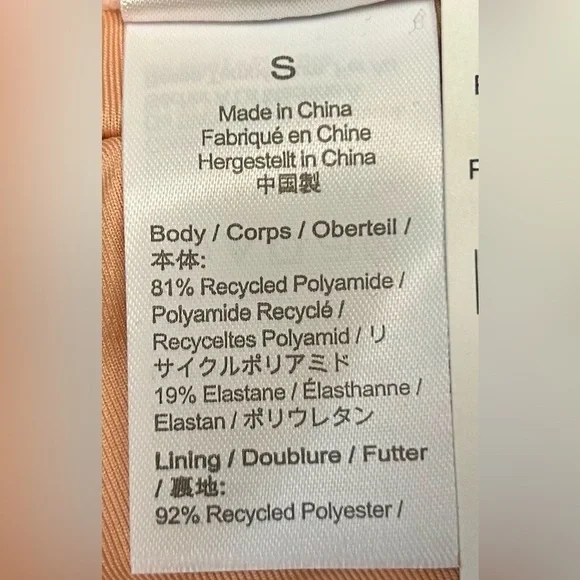 S
Made in China
Fabriqué en Chine
Hergestellt in China
中国製
Body / Corps / Oberteil /
本体:
81% Recycled Polyamide /
Polyamide Recyclé /
Recyceltes Polyamid / リ
サイクルポリアミド
19% Elastane / Élasthanne /
Elastan / ポリウレタン
Lining / Doublure / Futter
/ 裏地:
92% Recycled Polyester /